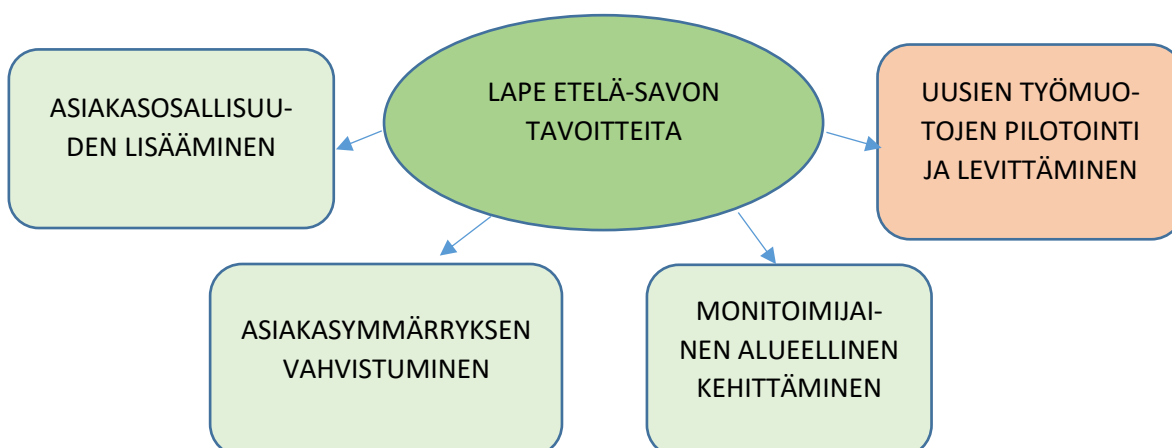 LAPE ETELÄ-SAVON
TAVOITTEITA
ASIAKASOSALLISUU-
DEN LISÄÄMINEN
UUSIEN TYÖMUO-
TOJEN PILOTOINTI
JA LEVITTÄMINEN
ASIAKASYMMÄRRYKSEN
VAHVISTUMINEN
MONITOIMIJAI-
NEN ALUEELLINEN
KEHITTÄMINEN